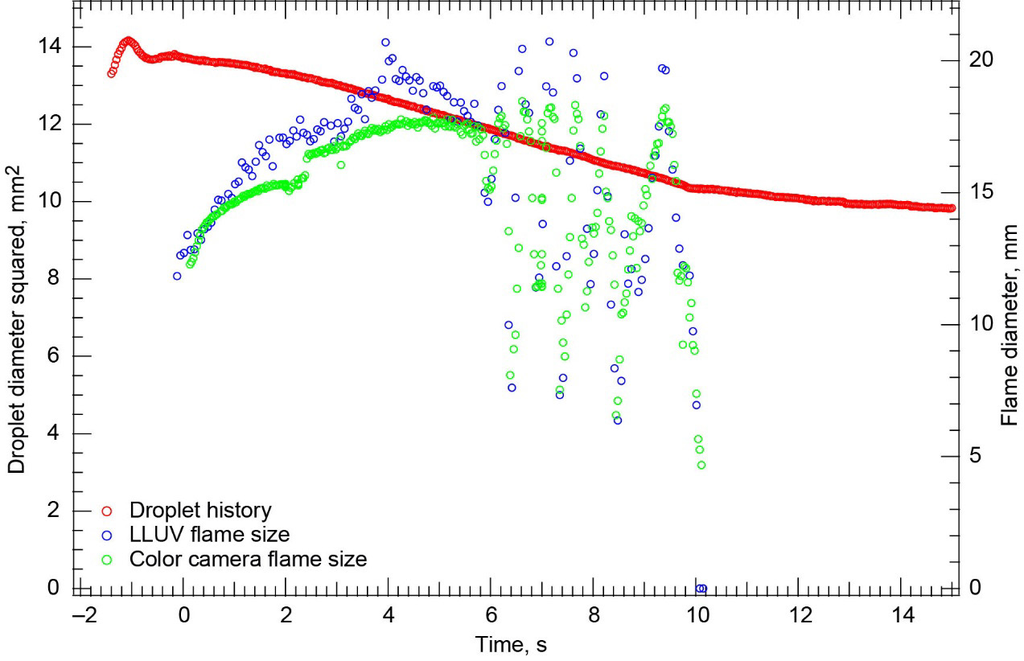 14
12
10
8
6
4
2
0
Droplet diameter squared, mm2
20
15
10
5
0
Flame diameter, mm
Droplet history
LLUV flame size
Color camera flame size
–2 0 2 4 6 8 10 12 14
Time, s